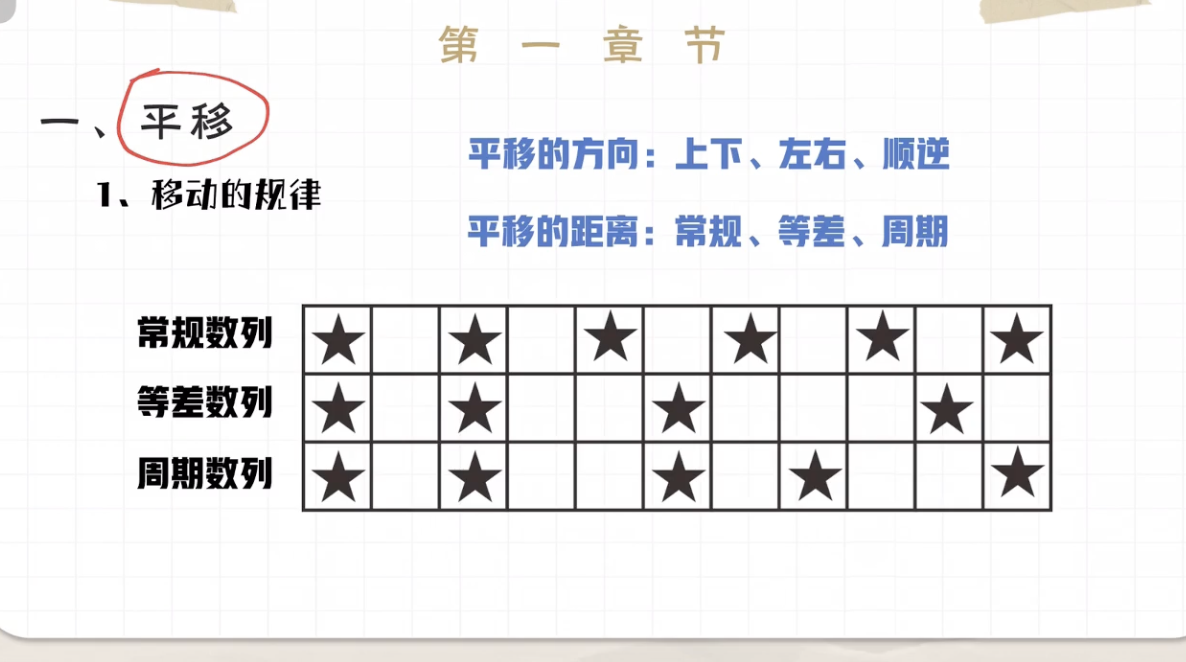 第一章节
一、平移
平移的方向：上下、左右、顺逆
1、移动的规律
平移的距离：常规、等差、周期
常规数列
等差数列
周期数列